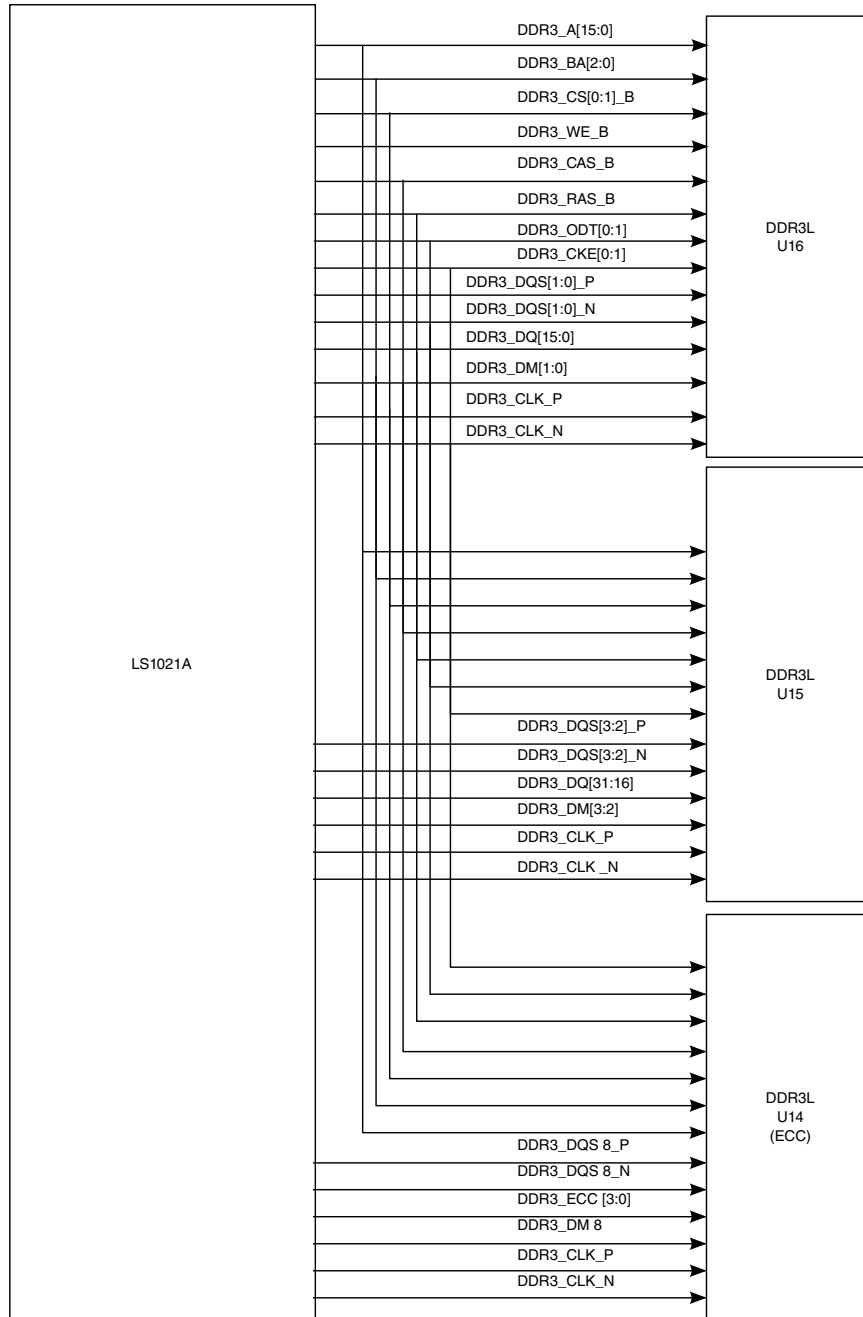 DDR3_A[15:0]
DDR3_BA[2:0]
DDR3_CS[0:1]_B
DDR3_WE_B
DDR3_CAS_B
DDR3_RAS_B
DDR3_ODT[0:1]
DDR3_CKE[0:1]
DDR3_DQS[1:0]_P
DDR3_DQS[1:0]_N
DDR3_DQ[15:0]
DDR3_DM[1:0]
DDR3_CLK_P
DDR3_CLK_N
DDR3L
U16
LS1021A
DDR3_DQS[3:2]_P
DDR3_DQS[3:2]_N
DDR3_DQ[31:16]
DDR3_DM[3:2]
DDR3_CLK_P
DDR3_CLK _N
DDR3L
U15
DDR3_DQS 8_P
DDR3_DQS 8_N
DDR3_ECC [3:0]
DDR3_DM 8
DDR3_CLK_P
DDR3_CLK_N
DDR3L
U14
(ECC)